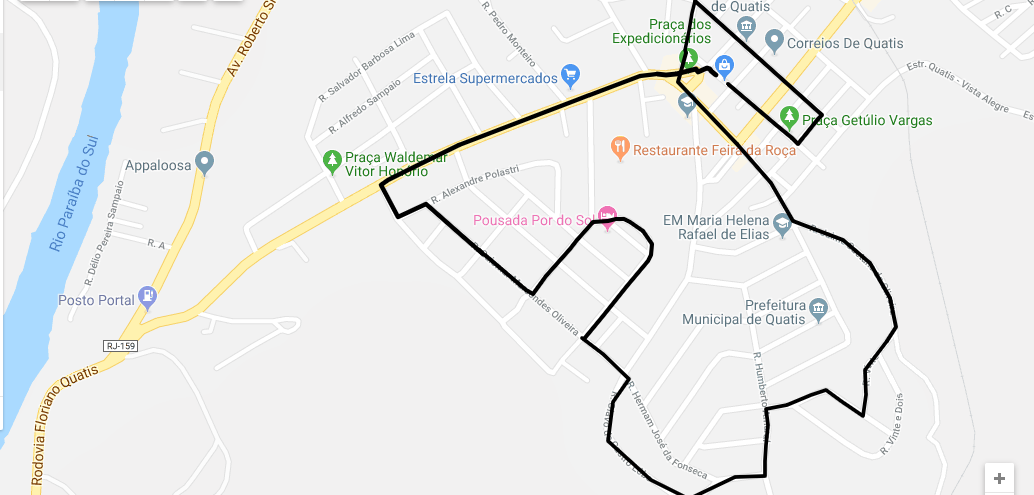 de Quatis
Praça dos
Expedicionários
Correios De Quatis
R. C
Av. Roberto Si
R. Pedro Monteiro
R. Salvador Barbosa Lima
Estrela Supermercados
Estr. Quatis - Vista Alegre
Es
R. Alfredo Sampaio
Praça Getúlio Vargas
Rio Paraíba do Sul
Appaloosa
Praça Waldemar
Vitor Honório
Restaurante Feira da Roça
R. Alexandre Polastri
R. Délio Pereira Sampaio
Pousada Por do Sol
EM Maria Helena
Rafael de Elias
R. A
Posto Portal
Oliveira
Prefeitura
Municipal de Quatis
RJ-159
Rodovia Floriano Quatis
R. Hermam José da Fonseca
R. Humberto
R. Vinte e Dois
+